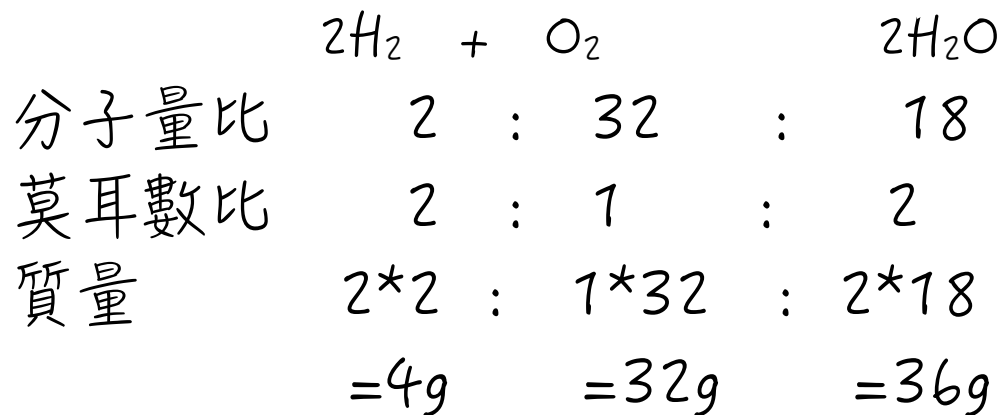 2H₂ + O₂ 2H₂O
分子量比 2 : 32 : 18
莫耳數比 2 : 1 : 2
質量 2*2 : 1*32 : 2*18
=4g =32g =36g